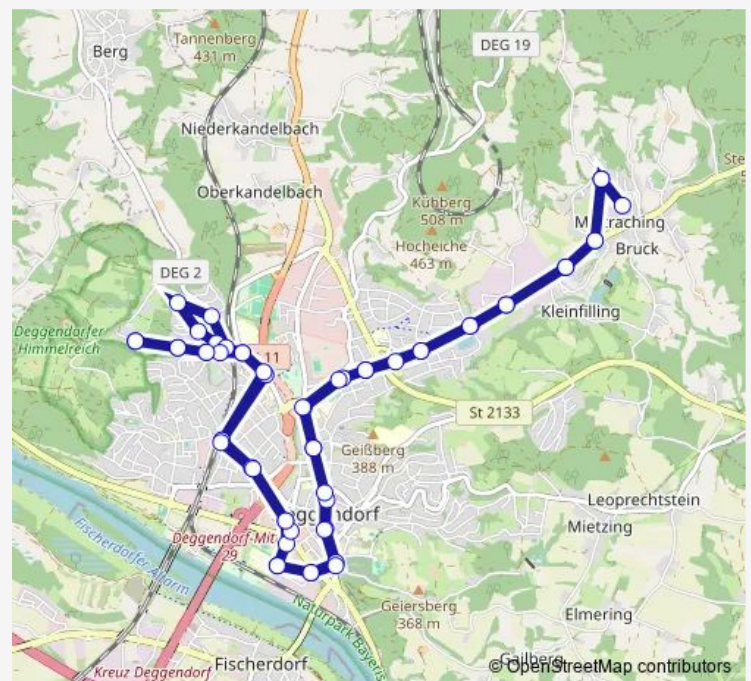 DEG 19
Tannenberg
431 m
Berg
Niederkandelbach
Oberkandelbach
Kühberg
508 m
Hocheiche
463 m
Bruck
DEG 2
Kleinfilling
Deggendorfer
Himmelreich
11
St 2133
Geißberg
388 m
Leoprechtstein
Mietzing
Deggendorf-Mit
29
Fischerdorfer Altarm
Geiersberg
368 m
Elmering
Naturpark Bayeris
Kreuz Deggendorf
Fischerdorf
© OpenStreetMap contributors